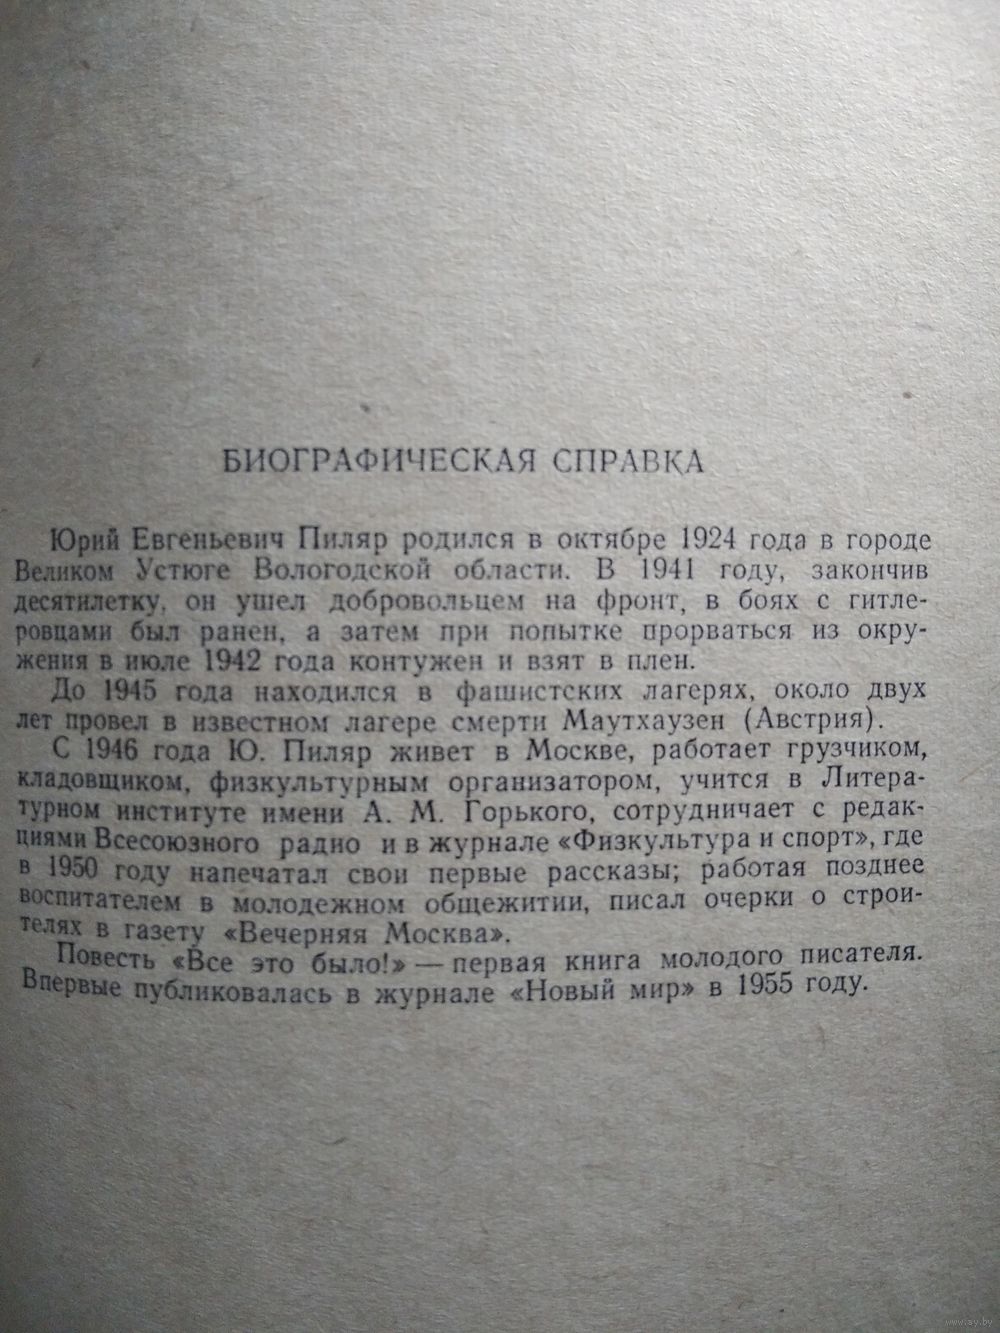 БИОГРАФИЧЕСКАЯ СПРАВКА
Юрий Евгеньевич Пиляр родился в октябре 1924 года в городе
Великом Устюге Вологодской области. В 1941 году, закончив
десятилетку, он ушел добровольцем на фронт, в боях с гитле-
ровцами был ранен, а затем при попытке прорваться из окру-
жения в июле 1942 года контужен и взят в плен.
До 1945 года находился в фашистских лагерях, около двух
лет провел в известном лагере смерти Маутхаузен (Австрия).
С 1946 года Ю. Пиляр живет в Москве, работает грузчиком,
кладовщиком, физкультурным организатором, учится в Литера-
турном институте имени А. М. Горького, сотрудничает с редак-
циями Всесоюзного радио и в журнале «Физкультура и спорт», где
в 1950 году напечатал свои первые рассказы; работая позднее
воспитателем в молодежном общежитии, писал очерки о строи-
телях в газету «Вечерняя Москва».
Повесть «Все это было!» — первая книга молодого писателя.
Впервые публиковалась в журнале «Новый мир» в 1955 году.
www.ay.by